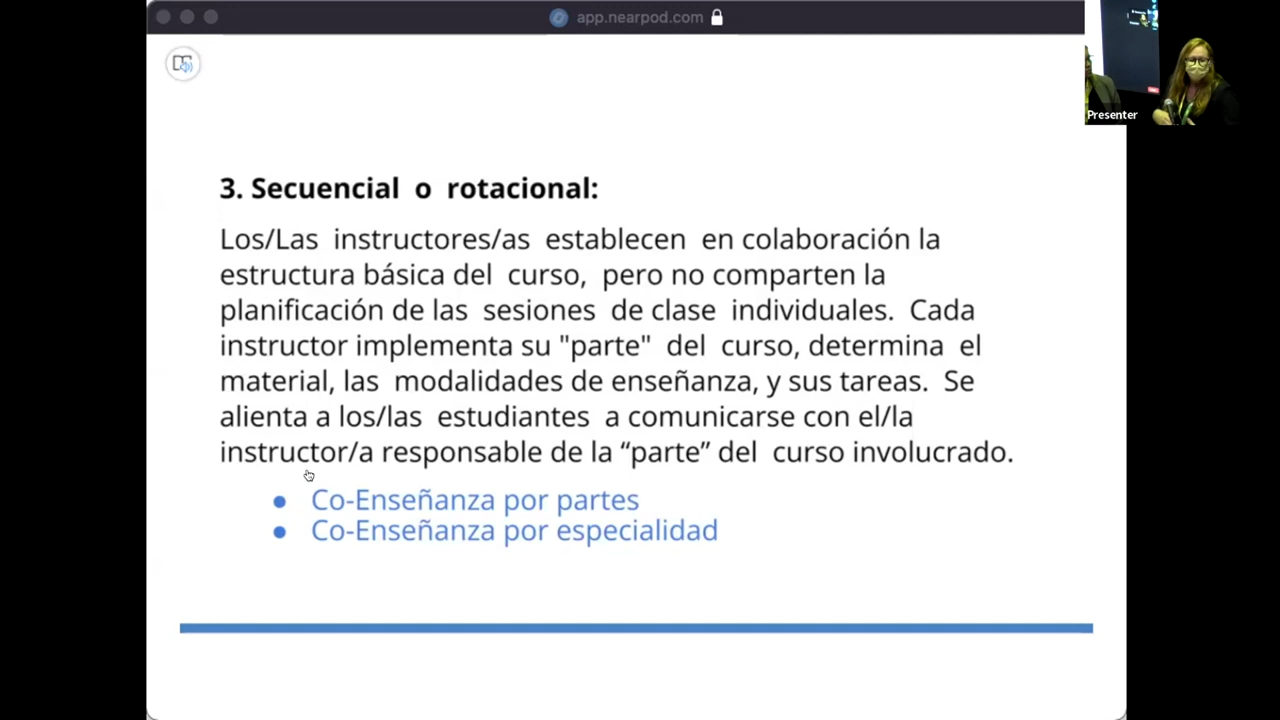 app.nearpod.com
Presenter
3. Secuencial o rotacional:
Los/Las instructores/as establecen en colaboración la
estructura básica del curso, pero no comparten la
planificación de las sesiones de clase individuales. Cada
instructor implementa su "parte" del curso, determina el
material, las modalidades de enseñanza, y sus tareas. Se
alienta a los/las estudiantes a comunicarse con el/la
instructor/a responsable de la “parte” del curso involucrado.
● Co-Enseñanza por partes
● Co-Enseñanza por especialidad